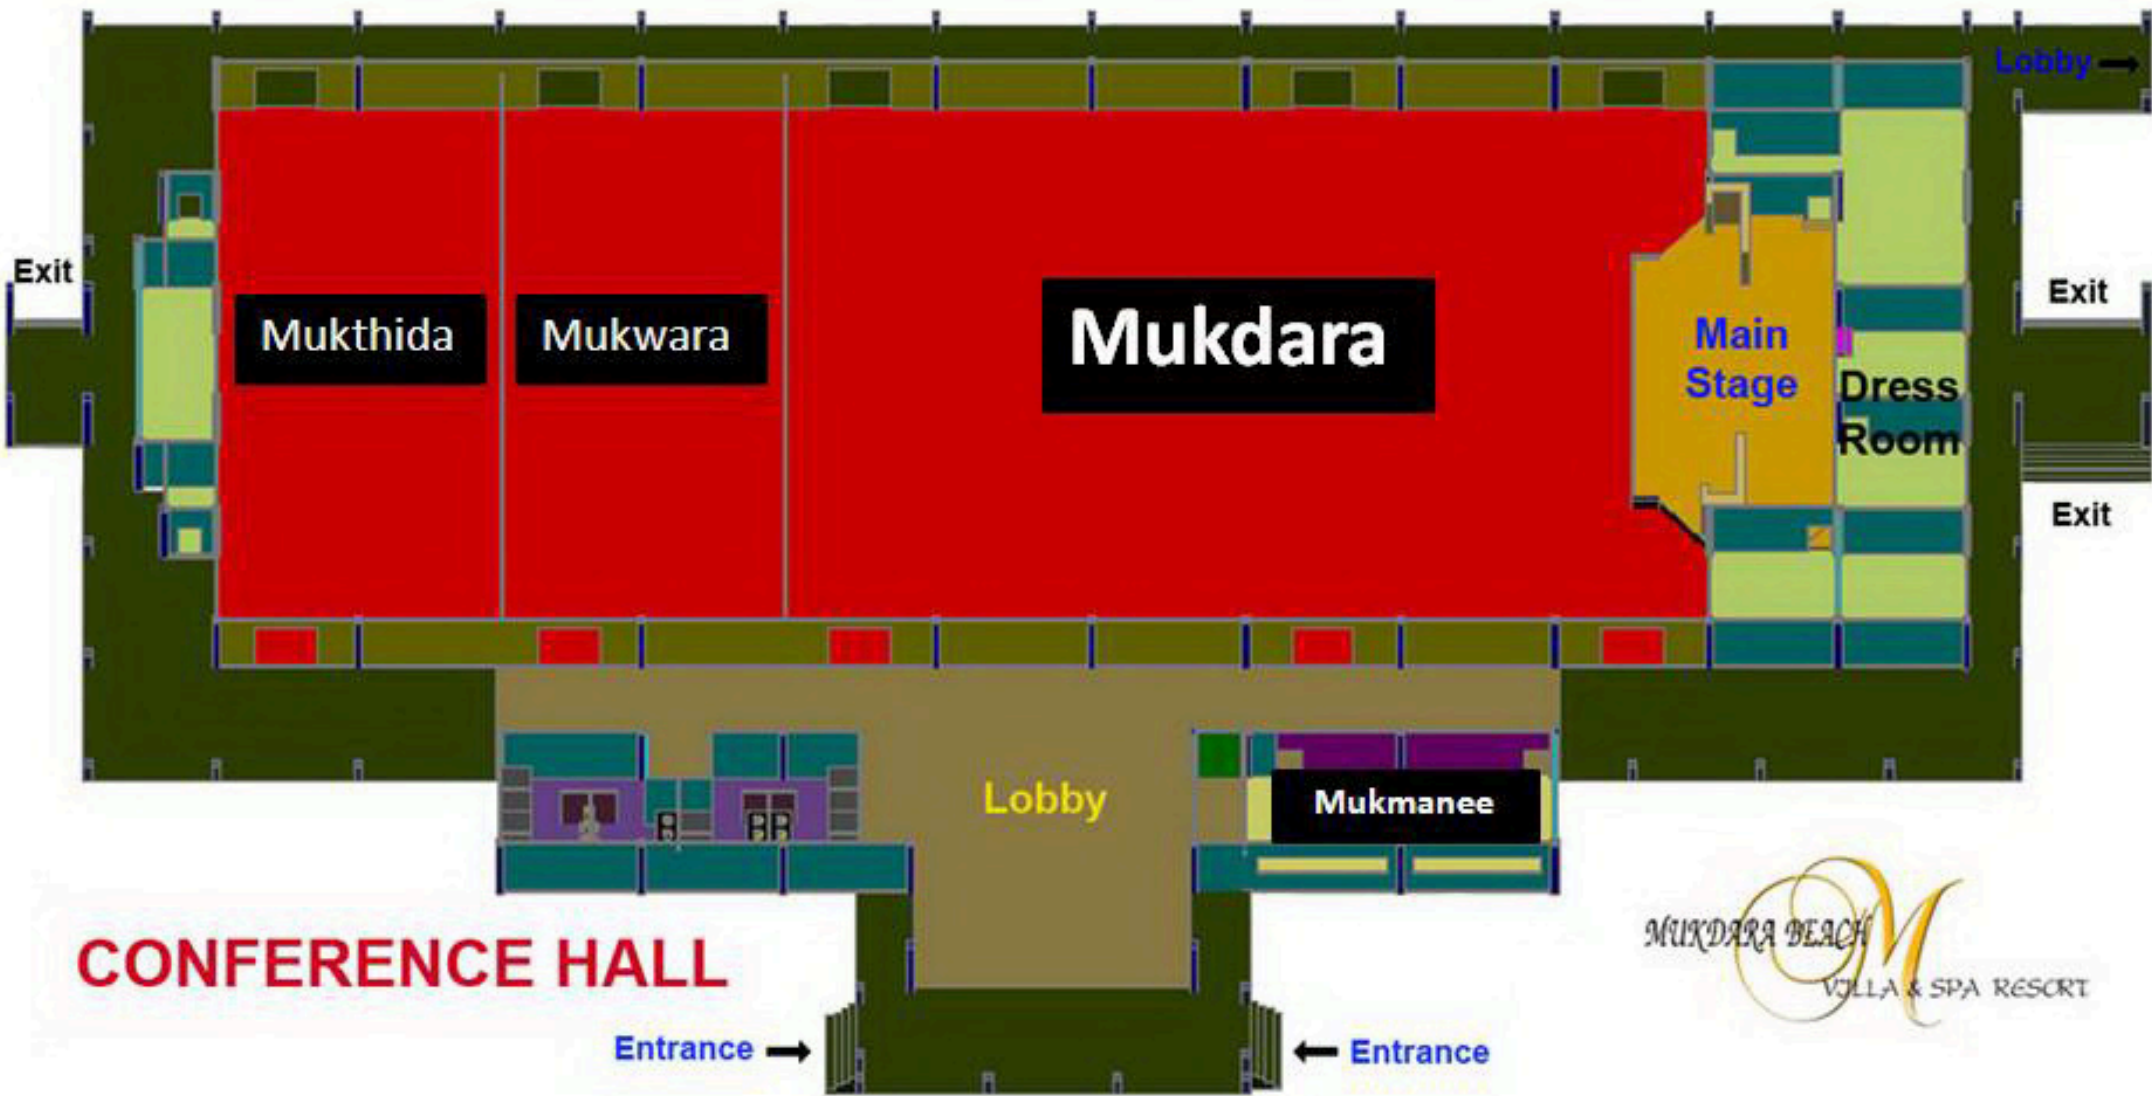 Lobby
Exit
Mukthida
Mukwara
Mukdara
Main
Stage
Dress
Room
Exit
Exit
Lobby
Mukmanee
CONFERENCE HALL
MUKDARA BEACH
VILLA & SPA RESORT
Entrance
Entrance